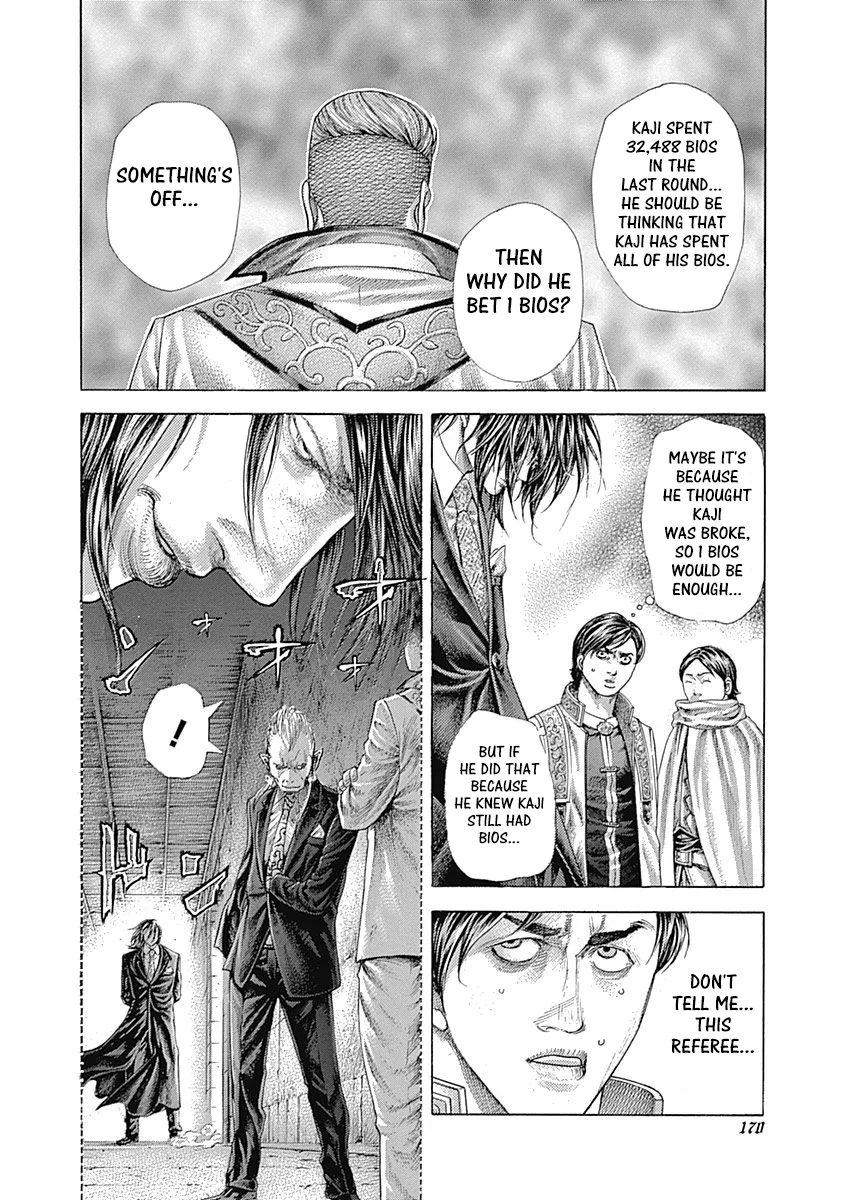 KAJI SPENT
32,488 BIOS
IN THE
LAST ROUND...
HE SHOULD BE
THINKING THAT
KAJI HAS SPENT
ALL OF HIS BIOS.
THEN
WHY DID HE
BET 1 BIOS?
SOMETHING'S
OFF...
MAYBE IT'S
BECAUSE
HE THOUGHT
KAJI
WAS BROKE,
SO 1 BIOS
WOULD BE
ENOUGH...
BUT IF
HE DID THAT
BECAUSE
HE KNEW KAJI
STILL HAD
BIOS...
DON'T
TELL ME...
THIS
REFEREE...
!
170